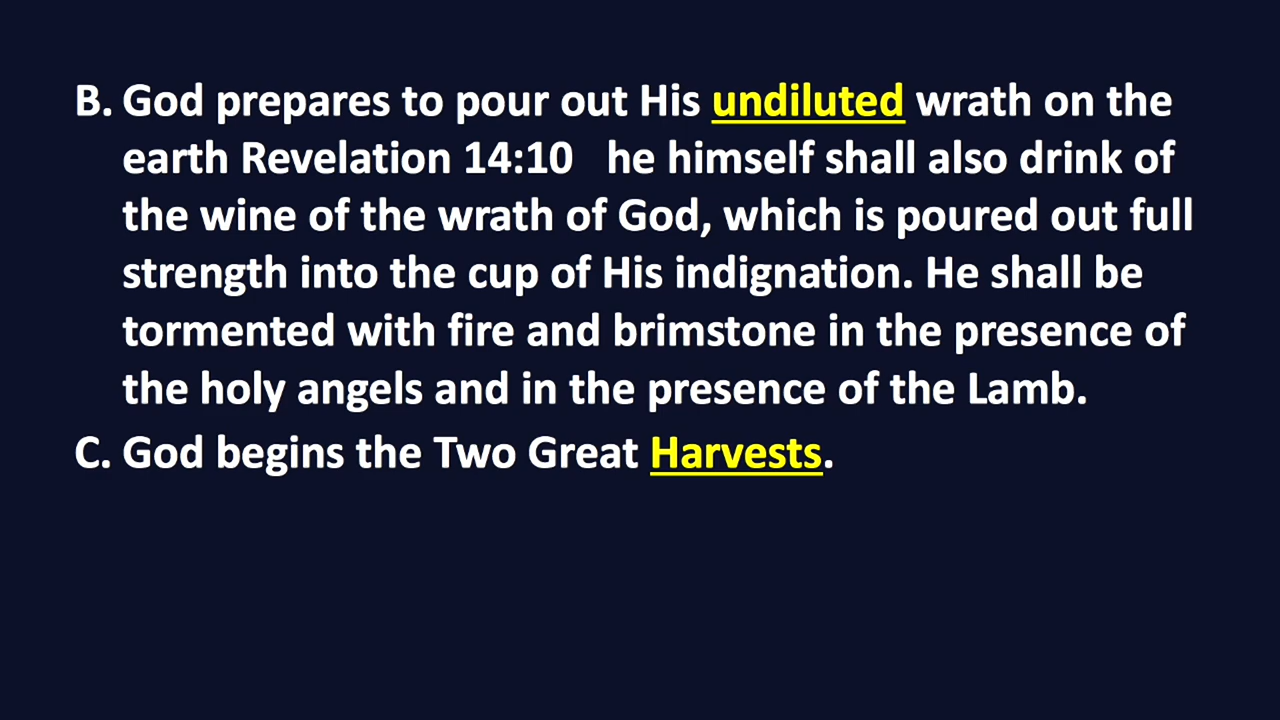 B. God prepares to pour out His undiluted wrath on the
earth Revelation 14:10 he himself shall also drink of
the wine of the wrath of God, which is poured out full
strength into the cup of His indignation. He shall be
tormented with fire and brimstone in the presence of
the holy angels and in the presence of the Lamb.
C. God begins the Two Great Harvests.